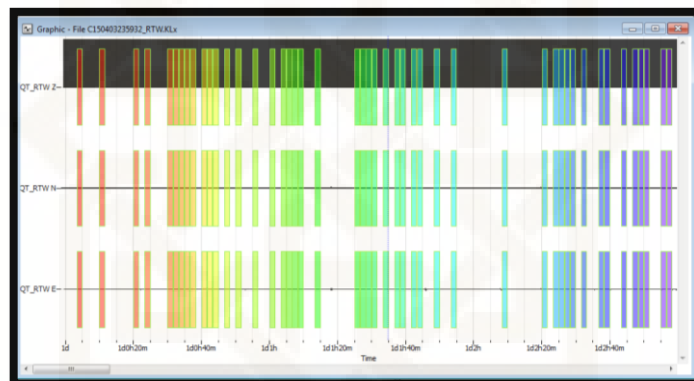 Graphic - File C150403235932_RTW.KLx
QT_RTW Z
QT_RTW N
QT_RTW E
1d 1d0h20m 1d0h40m 1d1h 1d1h20m 1d1h40m 1d2h 1d2h20m 1d2h40m
Time